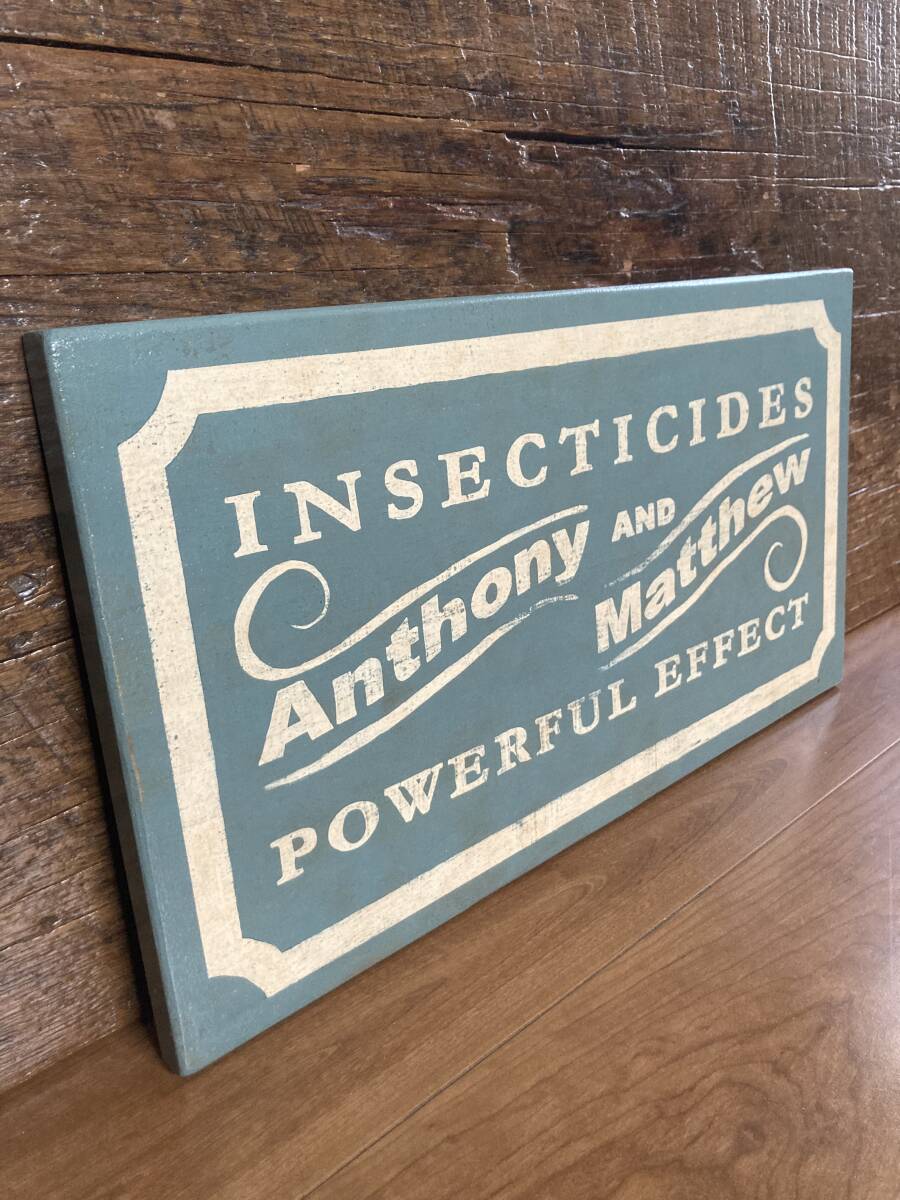 INSECTICIDES
Anthony AND Matthew
POWERFUL EFFECT